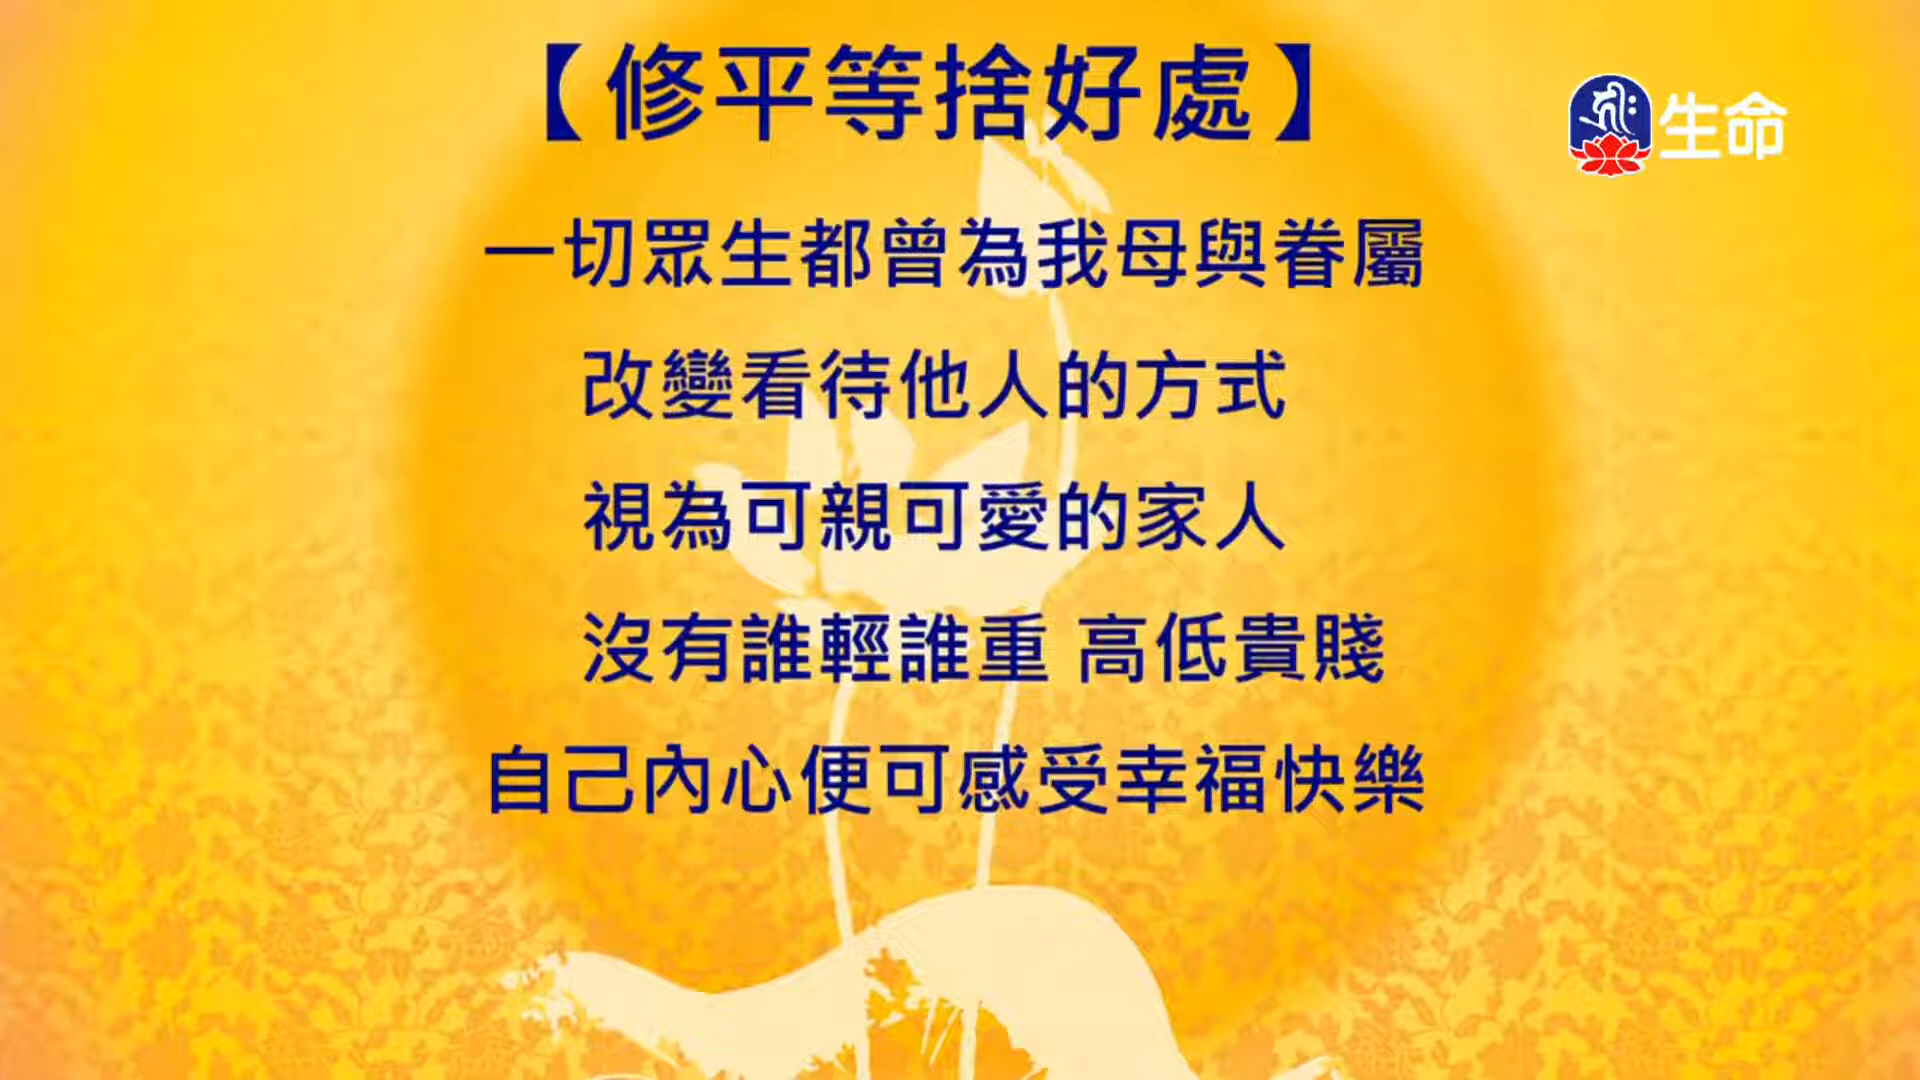 【修平等捨好處】
生命
一切眾生都曾為我母與眷屬
改變看待他人的方式
視為可親可愛的家人
沒有誰輕誰重 高低貴賤
自己內心便可感受幸福快樂